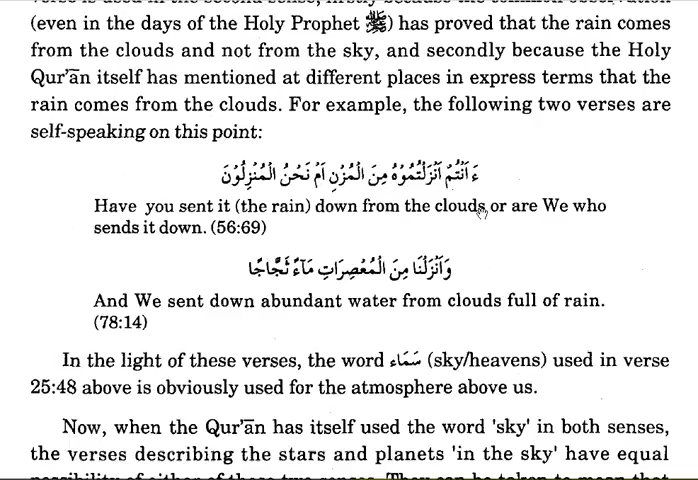 (even in the days of the Holy Prophet ﷺ) has proved that the rain comes
from the clouds and not from the sky, and secondly because the Holy
Qur'ān itself has mentioned at different places in express terms that the
rain comes from the clouds. For example, the following two verses are
self-speaking on this point:
ءَ اَنْتُمْ اَنْزَلْتُمُوْهُ مِنَ الْمُزْنِ اَمْ نَحْنُ الْمُنْزِلُوْنَ
Have you sent it (the rain) down from the clouds or are We who
sends it down. (56:69)
وَاَنْزَلْنَا مِنَ الْمُعْصِرَاتِ مَآءً ثَجَّاجًا
And We sent down abundant water from clouds full of rain.
(78:14)
In the light of these verses, the word سَمَاء (sky/heavens) used in verse
25:48 above is obviously used for the atmosphere above us.
Now, when the Qur'ān has itself used the word 'sky' in both senses,
the verses describing the stars and planets 'in the sky' have equal